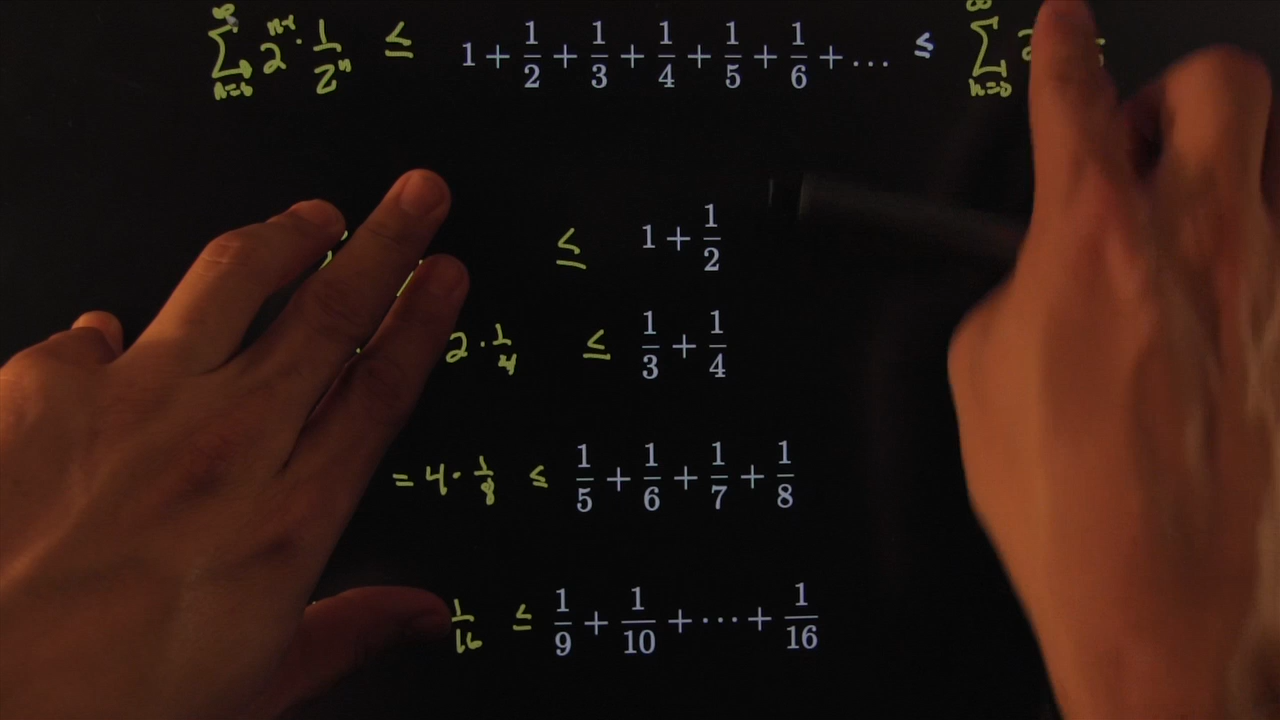 ∞∑n=0 2^(n-1) · 1/2^n ≤ 1 + 1/2 + 1/3 + 1/4 + 1/5 + 1/6 + ... ≤ ∞∑n=0
≤ 1 + 1/2
2 · 1/4 ≤ 1/3 + 1/4
= 4 · 1/8 ≤ 1/5 + 1/6 + 1/7 + 1/8
1/16 ≤ 1/9 + 1/10 + ··· + 1/16